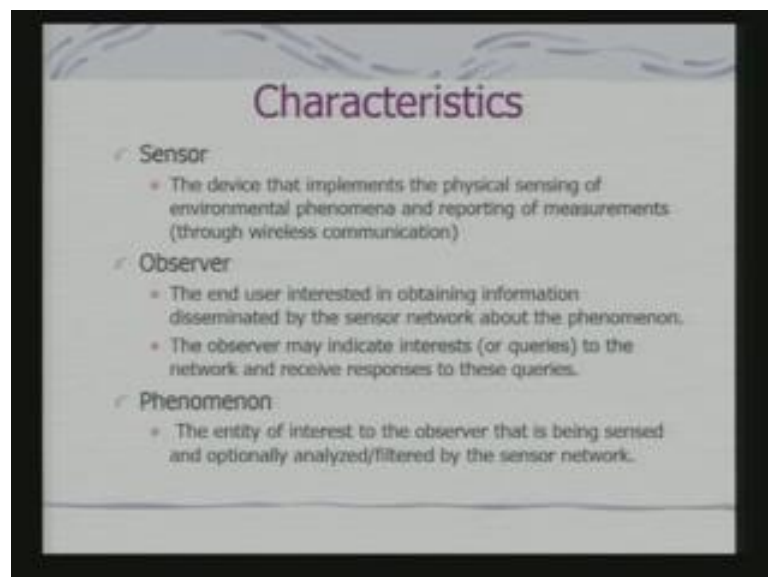 Characteristics
Sensor
The device that implements the physical sensing of
environmental phenomena and reporting of measurements
(through wireless communication)
Observer
The end user interested in obtaining information
disseminated by the sensor network about the phenomenon.
The observer may indicate interests (or queries) to the
network and receive responses to these queries.
Phenomenon
The entity of interest to the observer that is being sensed
and optionally analyzed/filtered by the sensor network.